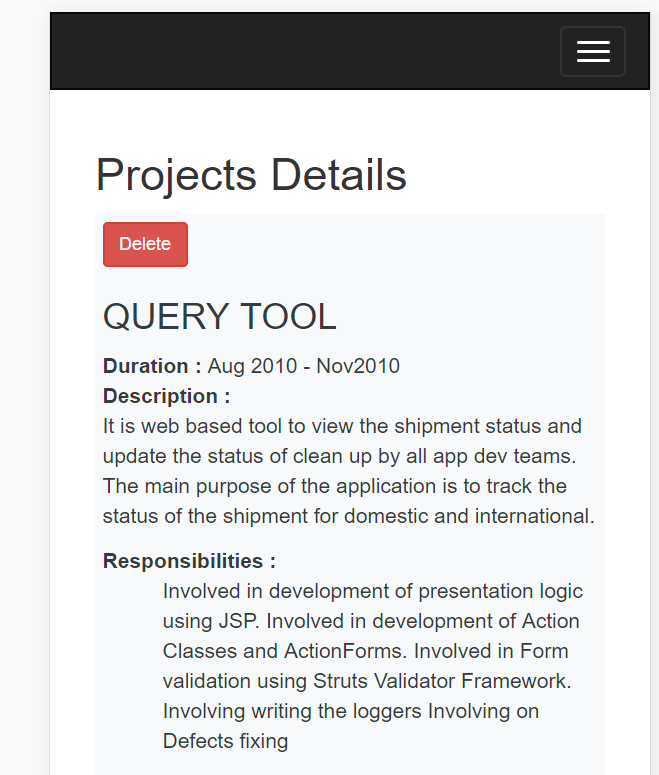 Projects Details
Delete
QUERY TOOL
Duration : Aug 2010 - Nov2010
Description :
It is web based tool to view the shipment status and
update the status of clean up by all app dev teams.
The main purpose of the application is to track the
status of the shipment for domestic and international.
Responsibilities :
Involved in development of presentation logic
using JSP. Involved in development of Action
Classes and ActionForms. Involved in Form
validation using Struts Validator Framework.
Involving writing the loggers Involving on
Defects fixing